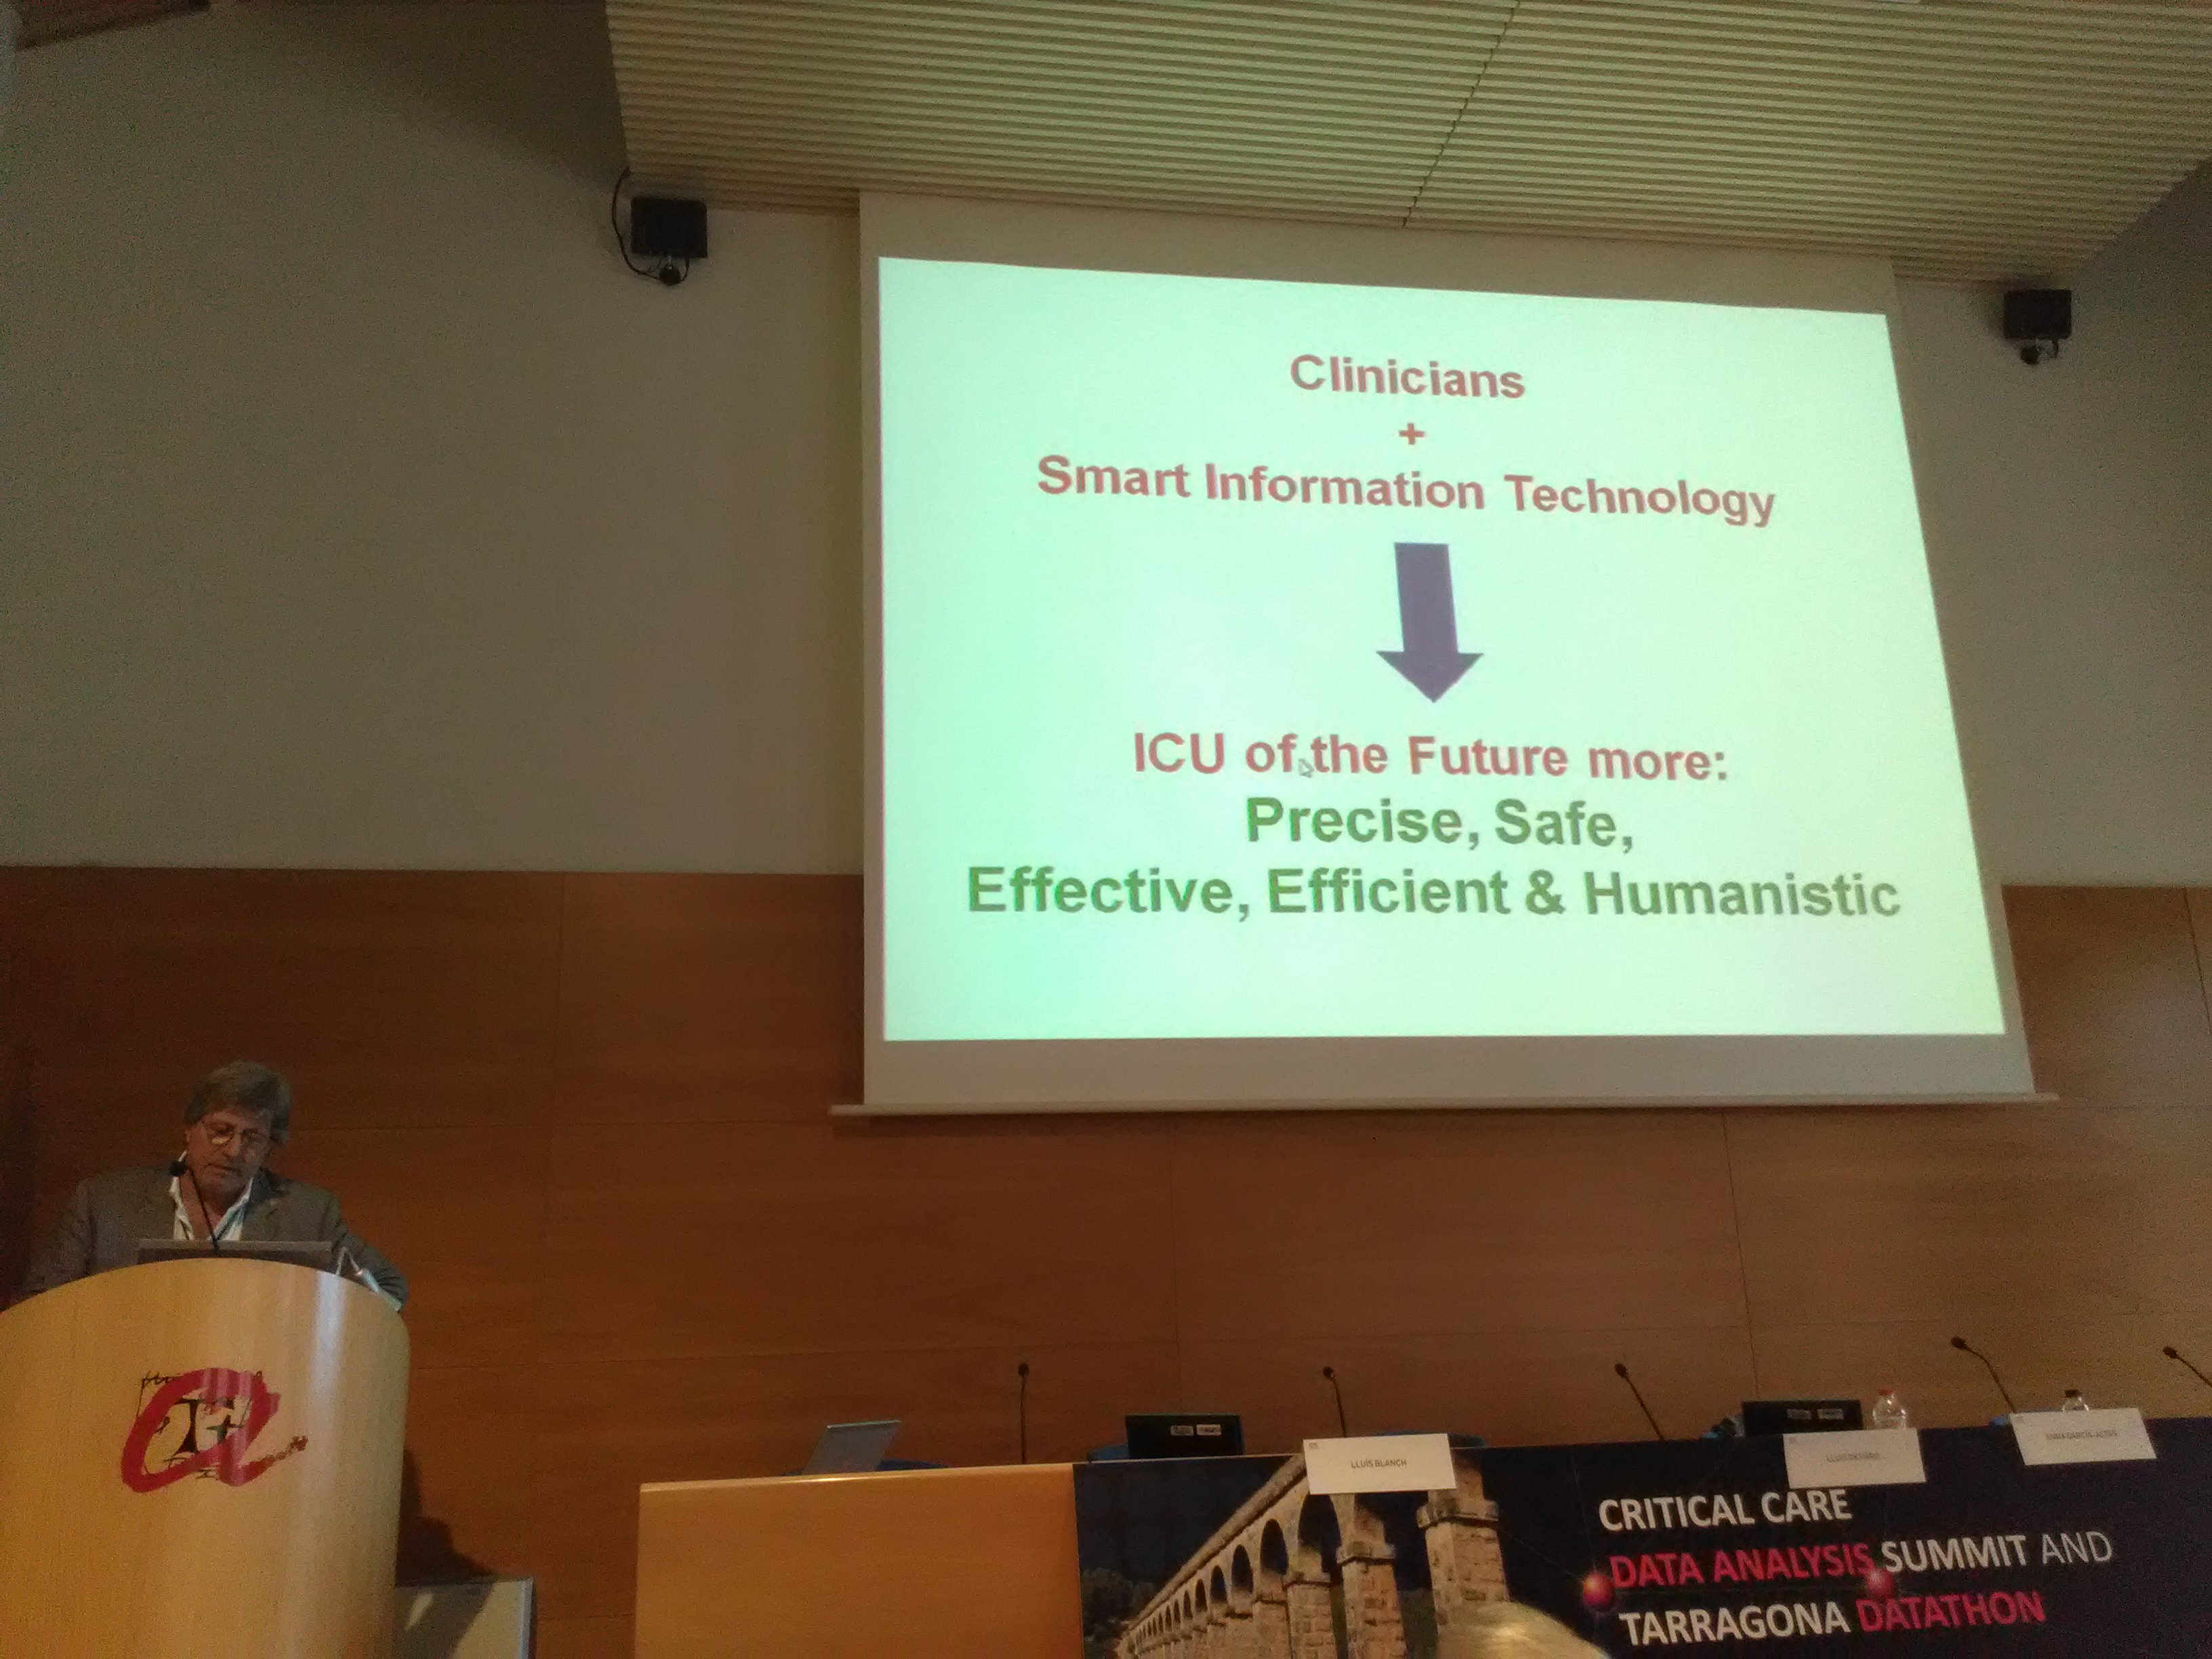 Clinicians
+
Smart Information Technology
ICU of the Future more:
Precise, Safe,
Effective, Efficient & Humanistic
LLUÍS BLANCH
CRITICAL CARE
DATA ANALYSIS SUMMIT AND
TARRAGONA DATATHON